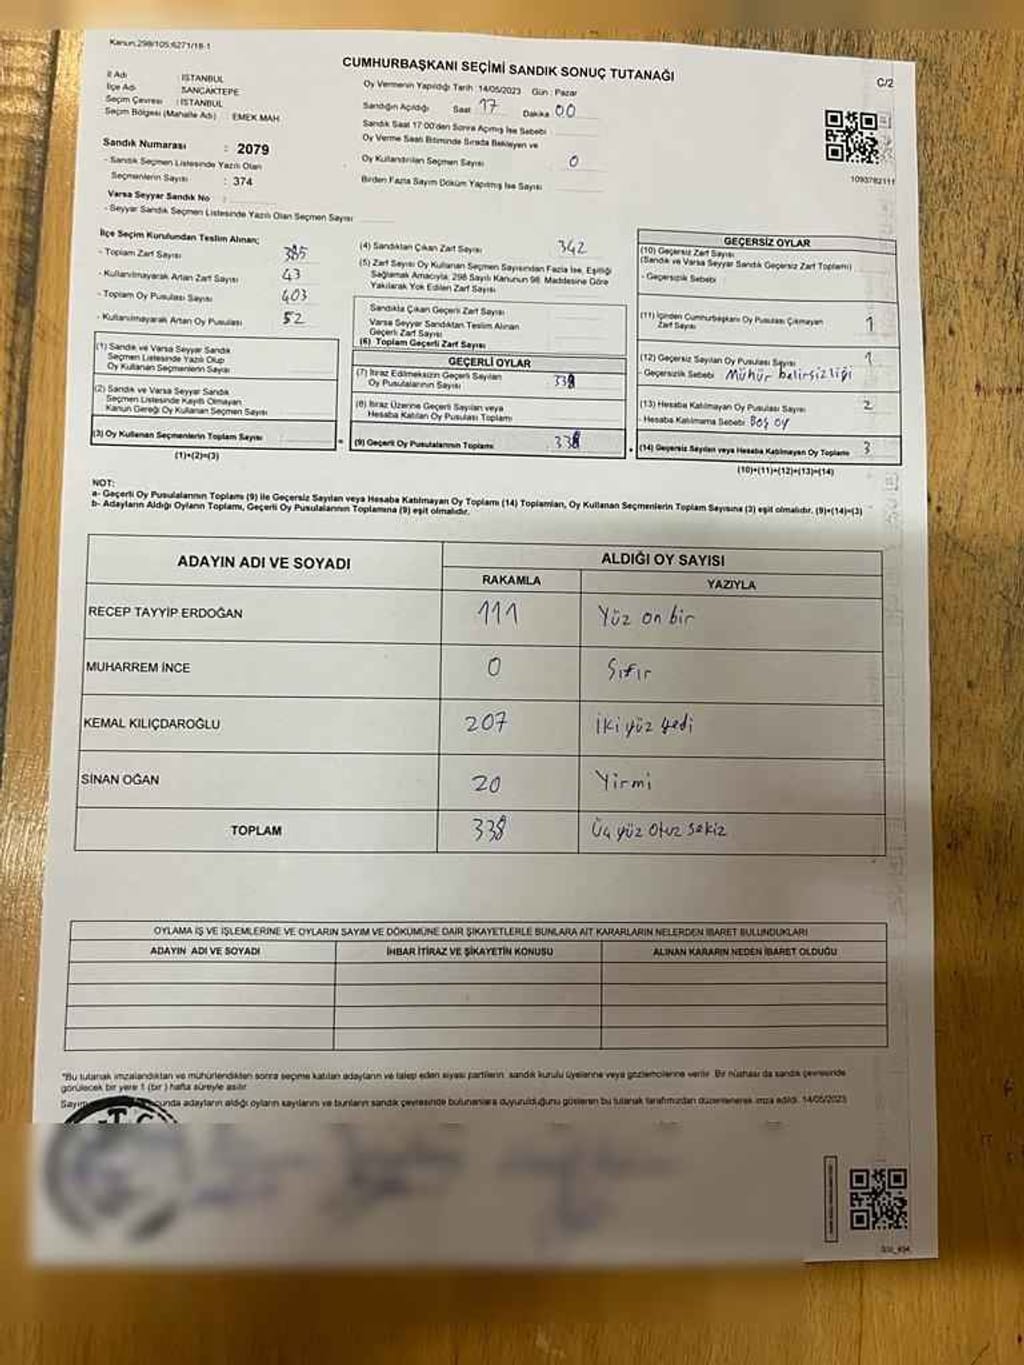 Kanun:298/105;6271/18-1
CUMHURBAŞKANI SEÇİMİ SANDIK SONUÇ TUTANAĞI
C/2
İl Adı : İSTANBUL
İlçe Adı : SANCAKTEPE
Seçim Çevresi : İSTANBUL
Seçim Bölgesi (Mahalle Adı) : EMEK MAH
Sandık Numarası : 2079
- Sandık Seçmen Listesinde Yazılı Olan
Seçmenlerin Sayısı : 374
Varsa Seyyar Sandık No :
- Seyyar Sandık Seçmen Listesinde Yazılı Olan Seçmen Sayısı
Oy Vermenin Yapıldığı Tarih :14/05/2023 Gün : Pazar
Sandığın Açıldığı Saat 17 Dakika 00
Sandık Saat 17:00'den Sonra Açmış İse Sebebi
Oy Verme Saati Bitiminde Sırada Bekleyen ve
Oy Kullandırılan Seçmen Sayısı 0
Birden Fazla Sayım Döküm Yapılmış İse Sayısı
1093782111
İlçe Seçim Kurulundan Teslim Alınan;
- Toplam Zarf Sayısı 385
- Kullanılmayarak Artan Zarf Sayısı 43
- Toplam Oy Pusulası Sayısı 403
- Kullanılmayarak Artan Oy Pusulası 52
(1) Sandık ve Varsa Seyyar Sandık
Seçmen Listesinde Yazılı Olup
Oy Kullanan Seçmenlerin Sayısı
(2) Sandık ve Varsa Seyyar Sandık
Seçmen Listesinde Kayıtlı Olmayan
Kanun Gereği Oy Kullanan Seçmen Sayısı
(3) Oy Kullanan Seçmenlerin Toplam Sayısı
(1)+(2)=(3)
(4) Sandıktan Çıkan Zarf Sayısı 342
(5) Zarf Sayısı Oy Kullanan Seçmen Sayısından Fazla İse, Eşitliği
Sağlamak Amacıyla; 298 Sayılı Kanunun 98. Maddesine Göre
Yakılarak Yok Edilen Zarf Sayısı
Sandıkta Çıkan Geçerli Zarf Sayısı
Varsa Seyyar Sandıktan Teslim Alınan
Geçerli Zarf Sayısı
(6) Toplam Geçerli Zarf Sayısı
GEÇERLİ OYLAR
(7) İtiraz Edilmeksizin Geçerli Sayılan
Oy Pusulalarının Sayısı 338
(8) İtiraz Üzerine Geçerli Sayılan veya
Hesaba Katılan Oy Pusulası Toplamı
= (9) Geçerli Oy Pusulalarının Toplamı 338
GEÇERSİZ OYLAR
(10) Geçersiz Zarf Sayısı
(Sandık ve Varsa Seyyar Sandık Geçersiz Zarf Toplamı)
- Geçersizlik Sebebi
(11) İçinden Cumhurbaşkanı Oy Pusulası Çıkmayan
Zarf Sayısı 1
(12) Geçersiz Sayılan Oy Pusulası Sayısı 1
- Geçersizlik Sebebi Mühür belirsizliği
(13) Hesaba Katılmayan Oy Pusulası Sayısı 2
- Hesaba Katılmama Sebebi Boş oy
+ (14) Geçersiz Sayılan veya Hesaba Katılmayan Oy Toplamı 3
(10)+(11)+(12)+(13)=(14)
NOT:
a- Geçerli Oy Pusulalarının Toplamı (9) ile Geçersiz Sayılan veya Hesaba Katılmayan Oy Toplamı (14) Toplamları, Oy Kullanan Seçmenlerin Toplam Sayısına (3) eşit olmalıdır. (9)+(14)=(3)
b- Adayların Aldığı Oyların Toplamı, Geçerli Oy Pusulalarının Toplamına (9) eşit olmalıdır.
ADAYIN ADI VE SOYADI ALDIĞI OY SAYISI
RAKAMLA YAZIYLA
RECEP TAYYİP ERDOĞAN 111 Yüz on bir
MUHARREM İNCE 0 Sıfır
KEMAL KILIÇDAROĞLU 207 İki yüz yedi
SİNAN OĞAN 20 Yirmi
TOPLAM 338 Üç yüz otuz sekiz
OYLAMA İŞ VE İŞLEMLERİNE VE OYLARIN SAYIM VE DÖKÜMÜNE DAİR ŞİKAYETLERLE BUNLARA AİT KARARLARIN NELERDEN İBARET BULUNDUKLARI
ADAYIN ADI VE SOYADI İHBAR İTİRAZ VE ŞİKAYETİN KONUSU ALINAN KARARIN NEDEN İBARET OLDUĞU
*Bu tutanak imzalandıktan ve mühürlendikten sonra seçime katılan adayların ve talep eden siyasi partilerin sandık kurulu üyelerine veya gözlemcilerine verilir. Bir nüshası da sandık çevresinde
görülecek bir yere 1 (bir) hafta süreyle asılır.
Sayım cunda adayların aldığı oyların sayılarını ve bunların sandık çevresinde bulunanlara duyurulduğunu gösteren bu tutanak tarafımızdan düzenlenerek imza edildi. 14/05/2023
T.C.